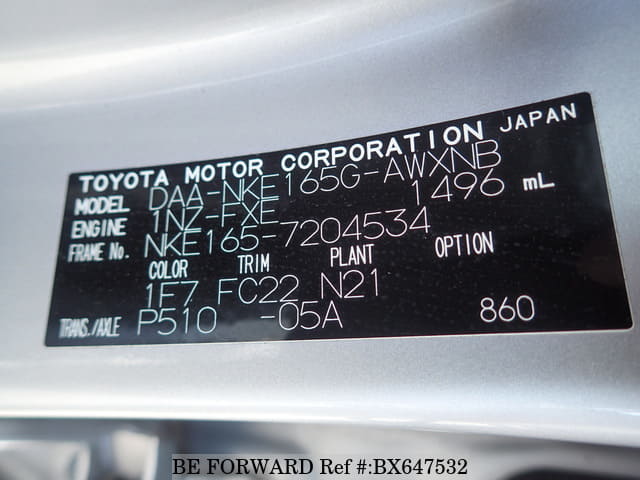 TOYOTA MOTOR CORPORATION JAPAN
MODEL DAA-NKE165G-AWXNB
ENGINE 1NZ-FXE 1496 mL
FRAME No. NKE165-7204534
COLOR TRIM PLANT OPTION
1F7 FC22 N21
TRANS./AXLE P510 -05A 860
BE FORWARD Ref #:BX647532